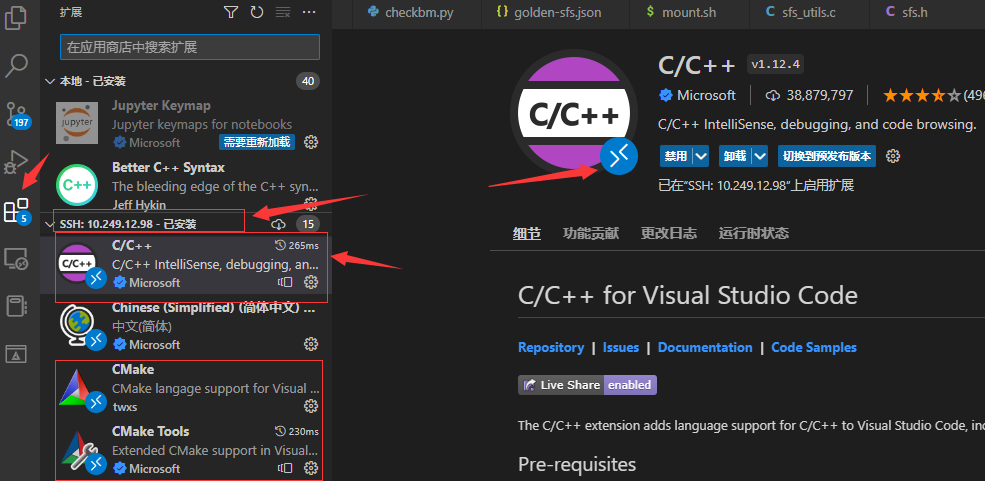 扩展
在应用商店中搜索扩展
本地 - 已安装
40
Jupyter Keymap
Jupyter keymaps for notebooks
Microsoft
需要重新加载
jupyter
Better C++ Syntax
The bleeding edge of the C++ syn...
Jeff Hykin
C++
197
5
SSH: 10.249.12.98 - 已安装
15
C/C++
265ms
C/C++ IntelliSense, debugging, an...
Microsoft
C/C++
Chinese (Simplified) (简体中文) ...
中文(简体)
Microsoft
CMake
CMake langage support for Visual ...
twxs
CMake Tools
230ms
Extended CMake support in Visual...
Microsoft
checkbm.py
{} golden-sfs.json
$ mount.sh
C sfs_utils.c
C sfs.h
C/C++
C/C++ v1.12.4
Microsoft
38,879,797
(496
C/C++ IntelliSense, debugging, and code browsing.
禁用
卸载
切换到预发布版本
已在"SSH: 10.249.12.98"上启用扩展
细节 功能贡献 更改日志 运行时状态
C/C++ for Visual Studio Code
Repository | Issues | Documentation | Code Samples
Live Share enabled
The C/C++ extension adds language support for C/C++ to Visual Studio Code, inc
Pre-requisites